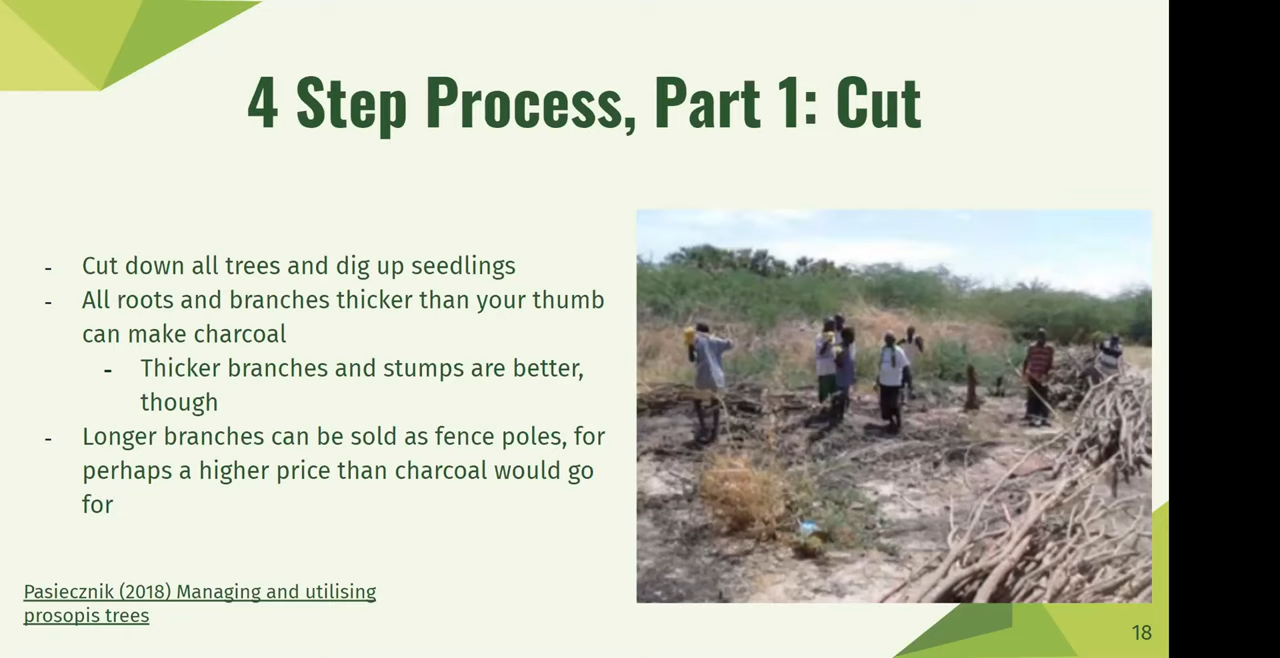 4 Step Process, Part 1: Cut
- Cut down all trees and dig up seedlings
- All roots and branches thicker than your thumb
can make charcoal
- Thicker branches and stumps are better,
though
- Longer branches can be sold as fence poles, for
perhaps a higher price than charcoal would go
for
Pasiecznik (2018) Managing and utilising
prosopis trees
18